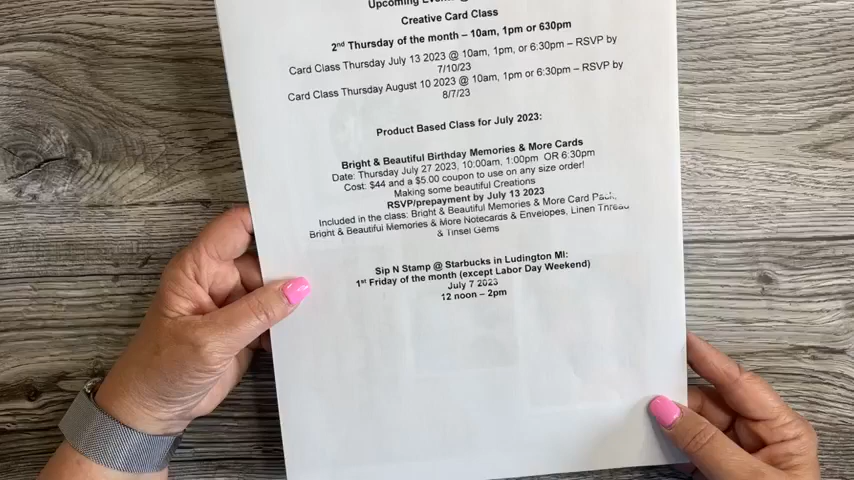 Upcoming
Creative Card Class
2nd Thursday of the month – 10am, 1pm or 630pm
Card Class Thursday July 13 2023 @ 10am, 1pm, or 6:30pm – RSVP by
7/10/23
Card Class Thursday August 10 2023 @ 10am, 1pm or 6:30pm – RSVP by
8/7/23
Product Based Class for July 2023:
Bright & Beautiful Birthday Memories & More Cards
Date: Thursday July 27 2023, 10:00am, 1:00pm OR 6:30pm
Cost: $44 and a $5.00 coupon to use on any size order!
Making some beautiful Creations
RSVP/prepayment by July 13 2023
Included in the class: Bright & Beautiful Memories & More Card Pack,
Bright & Beautiful Memories & More Notecards & Envelopes, Linen Thread
& Tinsel Gems
Sip N Stamp @ Starbucks in Ludington MI:
1st Friday of the month (except Labor Day Weekend)
July 7 2023
12 noon – 2pm